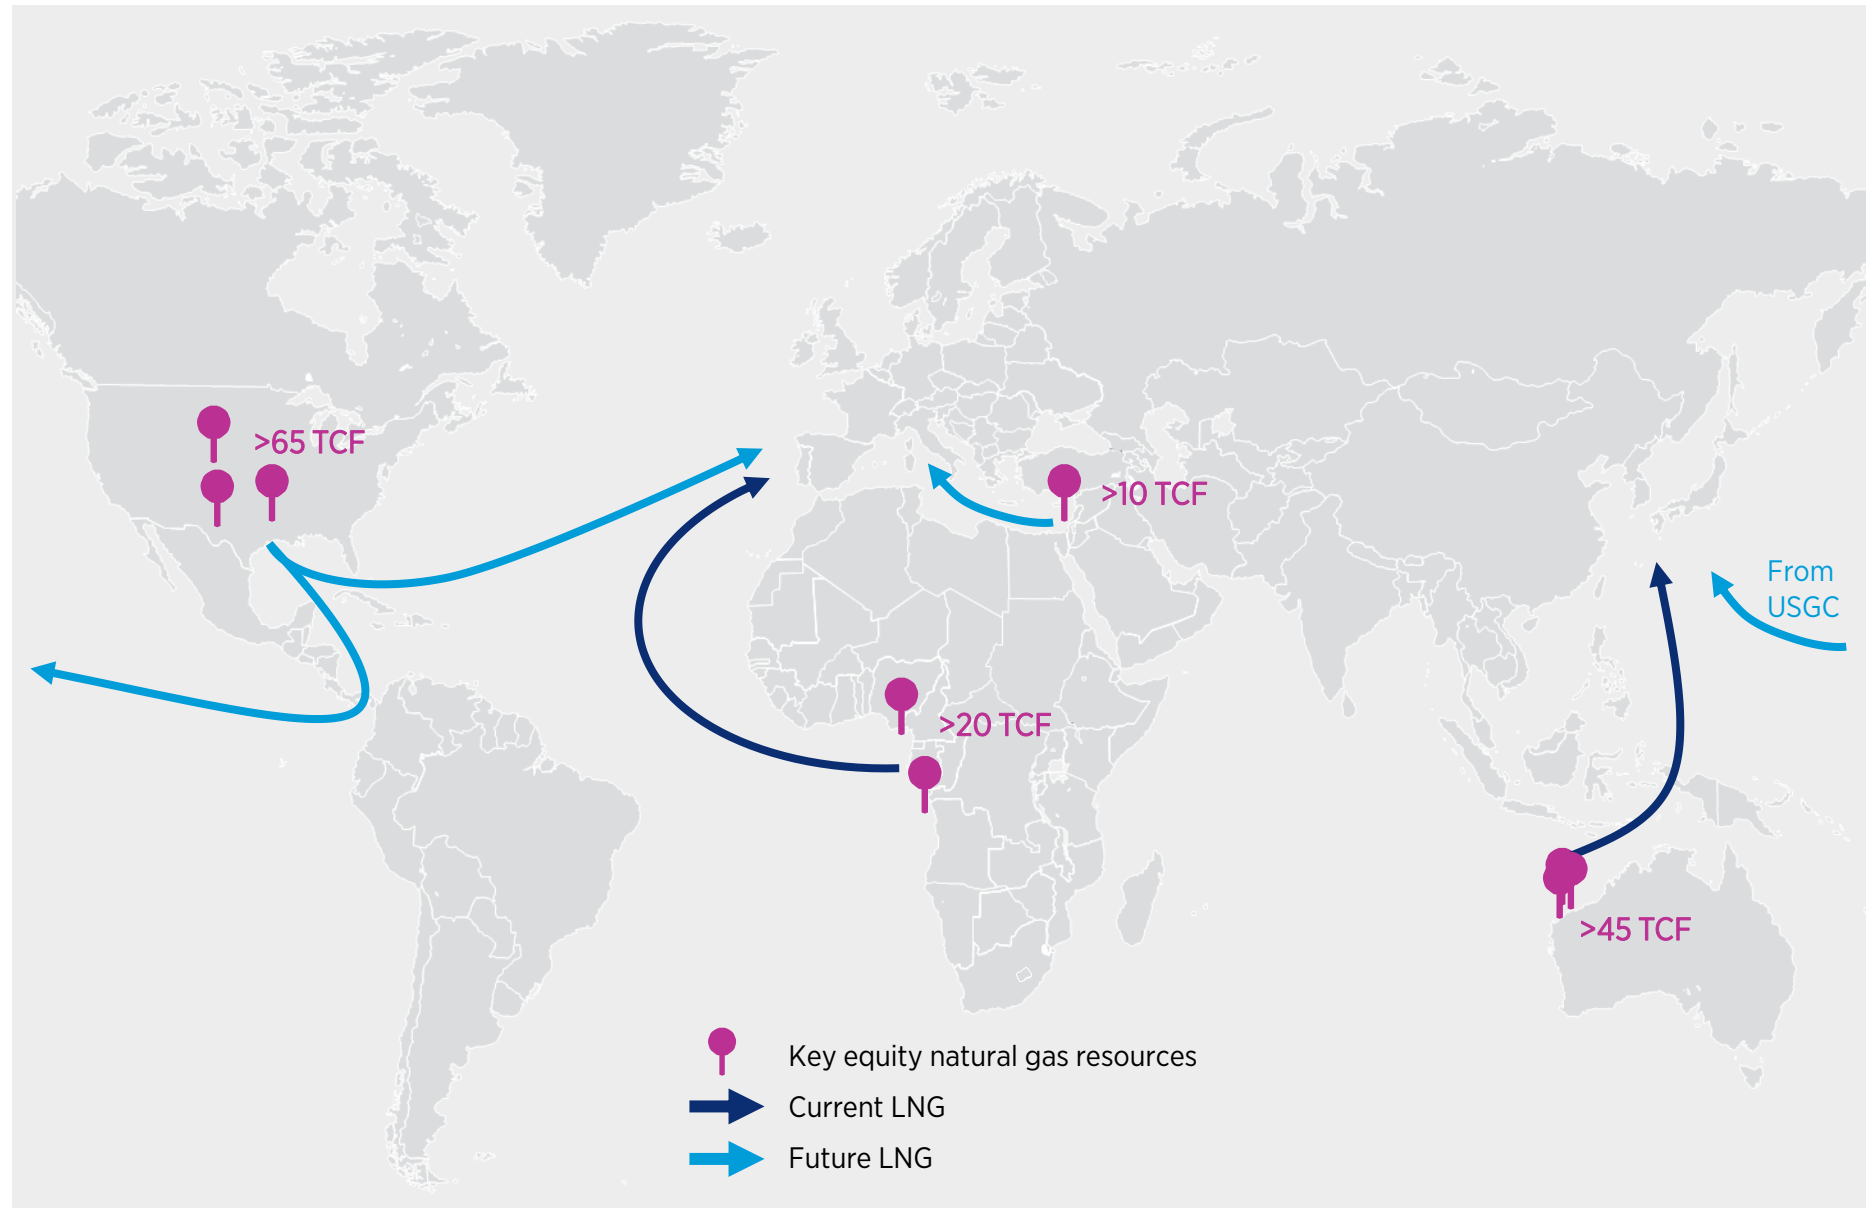 >65 TCF
>10 TCF
From
USGC
>20 TCF
>45 TCF
Key equity natural gas resources
Current LNG
Future LNG